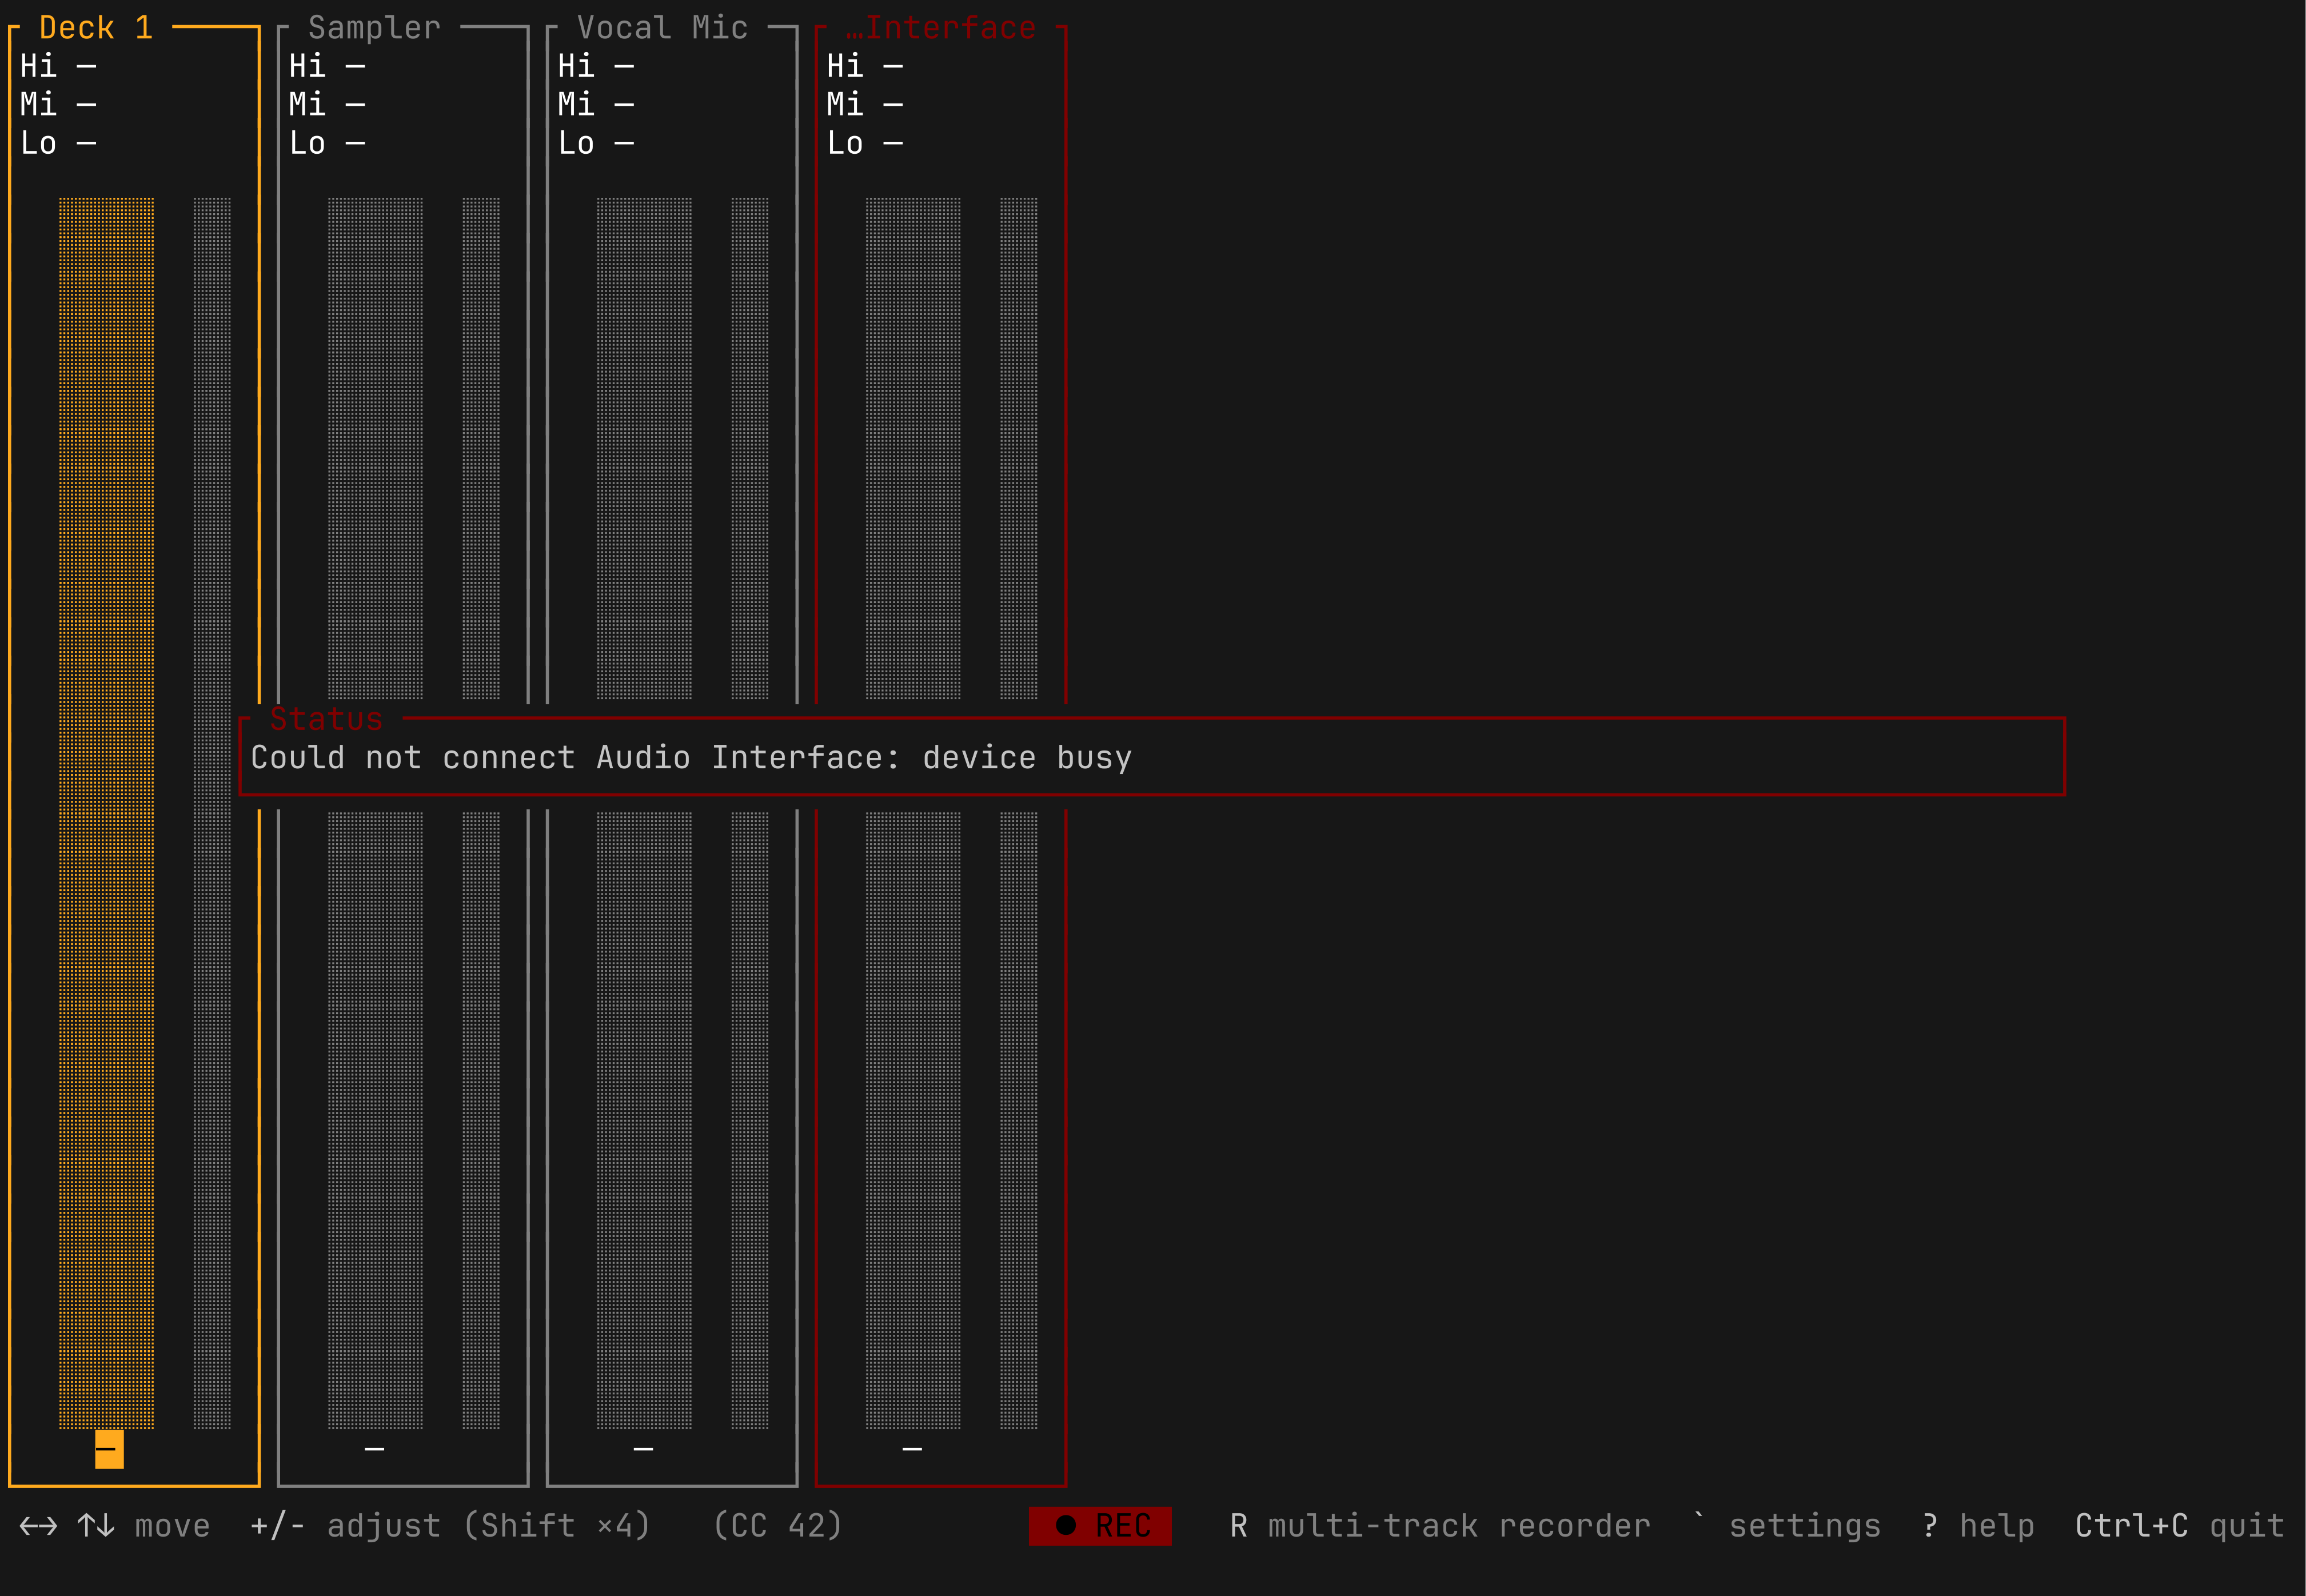 Deck 1 Sampler Vocal Mic …Interface
Hi — Hi — Hi — Hi —
Mi — Mi — Mi — Mi —
Lo — Lo — Lo — Lo —
Status
Could not connect Audio Interface: device busy
— — — —
←→ ↑↓ move +/- adjust (Shift ×4) (CC 42) ● REC R multi-track recorder ` settings ? help Ctrl+C quit